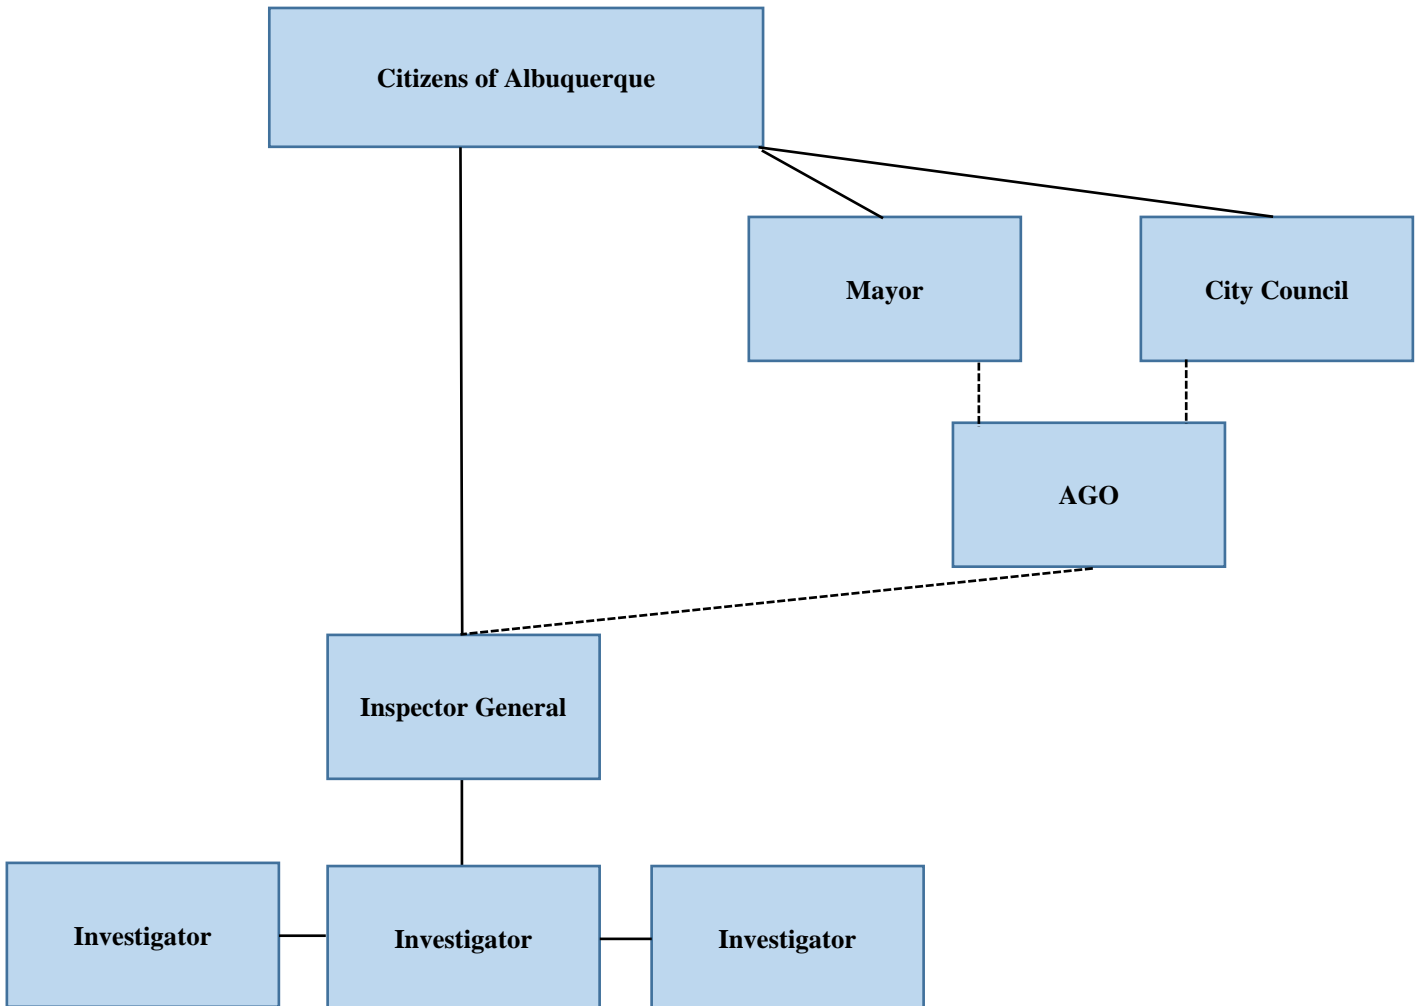 Citizens of Albuquerque
Mayor
City Council
AGO
Inspector General
Investigator
Investigator
Investigator